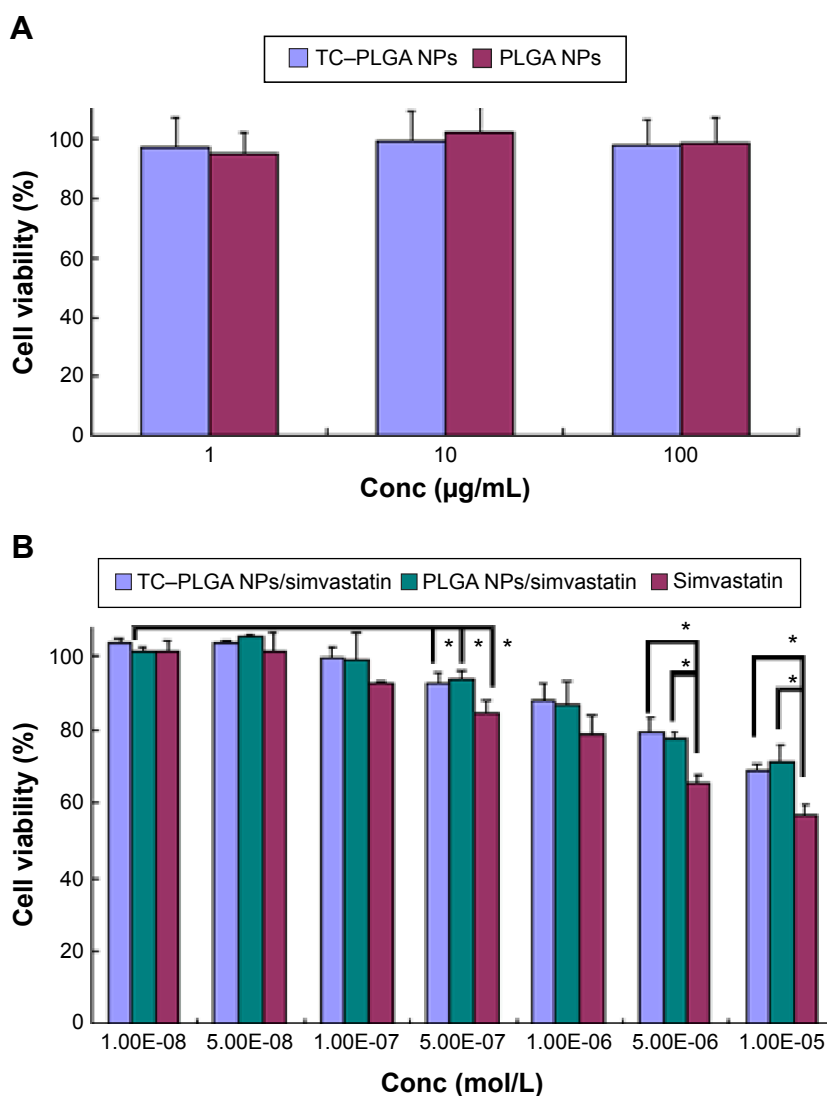 A
TC–PLGA NPs PLGA NPs
Cell viability (%)
100
80
60
40
20
0
1 10 100
Conc (µg/mL)
B
TC–PLGA NPs/simvastatin PLGA NPs/simvastatin Simvastatin
Cell viability (%)
100
80
60
40
20
0
* * *
*
*
*
*
1.00E-08 5.00E-08 1.00E-07 5.00E-07 1.00E-06 5.00E-06 1.00E-05
Conc (mol/L)